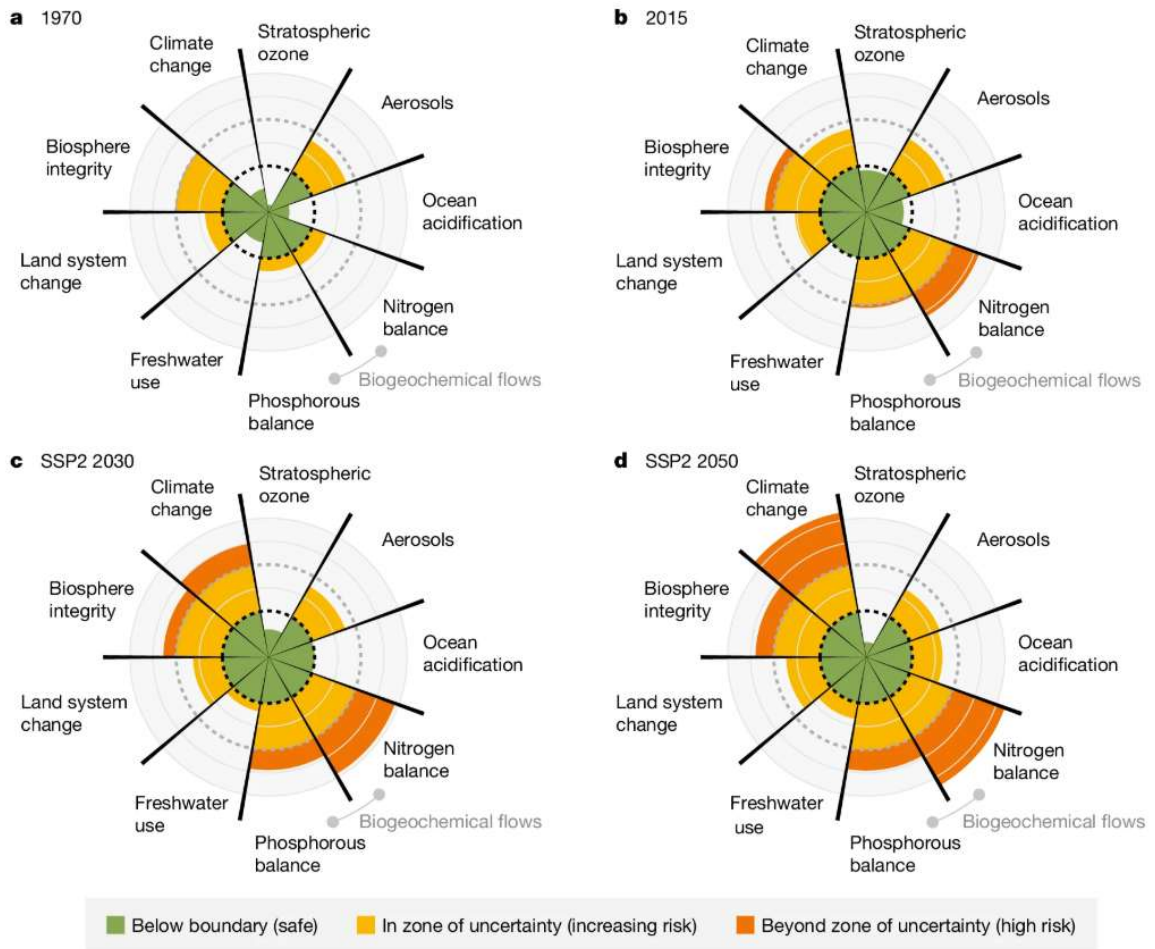 a 1970
Climate
change
Stratospheric
ozone
Aerosols
Biosphere
integrity
Ocean
acidification
Land system
change
Nitrogen
balance
Freshwater
use
Biogeochemical flows
Phosphorous
balance
b 2015
Climate
change
Stratospheric
ozone
Aerosols
Biosphere
integrity
Ocean
acidification
Land system
change
Nitrogen
balance
Freshwater
use
Biogeochemical flows
Phosphorous
balance
c SSP2 2030
Climate
change
Stratospheric
ozone
Aerosols
Biosphere
integrity
Ocean
acidification
Land system
change
Nitrogen
balance
Freshwater
use
Biogeochemical flows
Phosphorous
balance
d SSP2 2050
Climate
change
Stratospheric
ozone
Aerosols
Biosphere
integrity
Ocean
acidification
Land system
change
Nitrogen
balance
Freshwater
use
Biogeochemical flows
Phosphorous
balance
Below boundary (safe)
In zone of uncertainty (increasing risk)
Beyond zone of uncertainty (high risk)